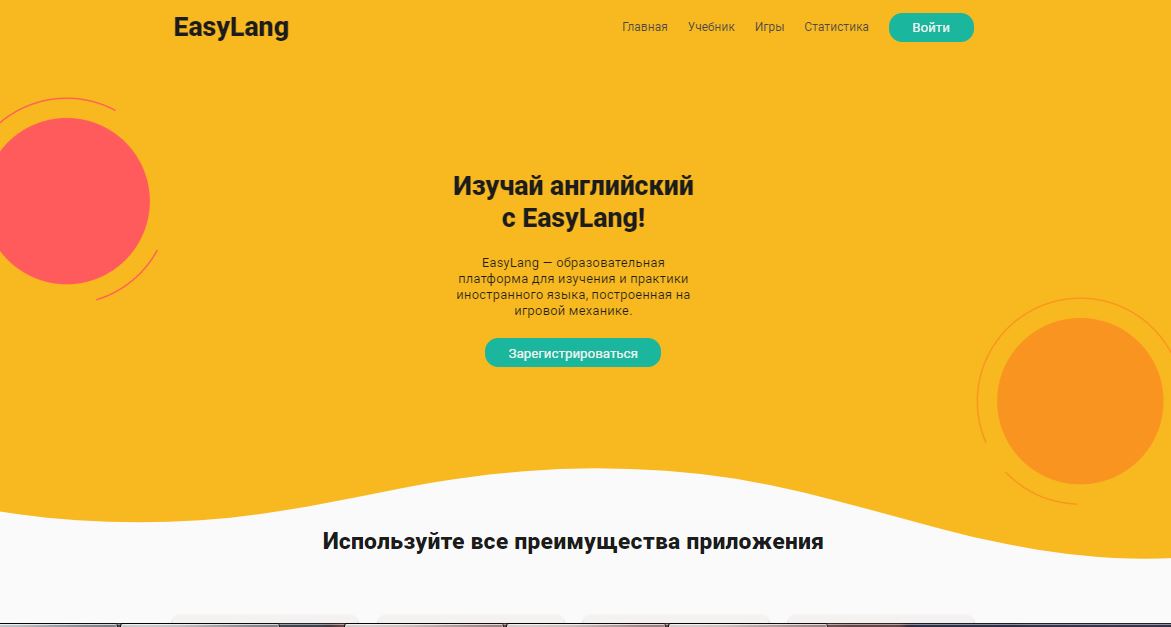 EasyLang
Главная Учебник Игры Статистика Войти
Изучай английский
с EasyLang!
EasyLang — образовательная
платформа для изучения и практики
иностранного языка, построенная на
игровой механике.
Зарегистрироваться
Используйте все преимущества приложения